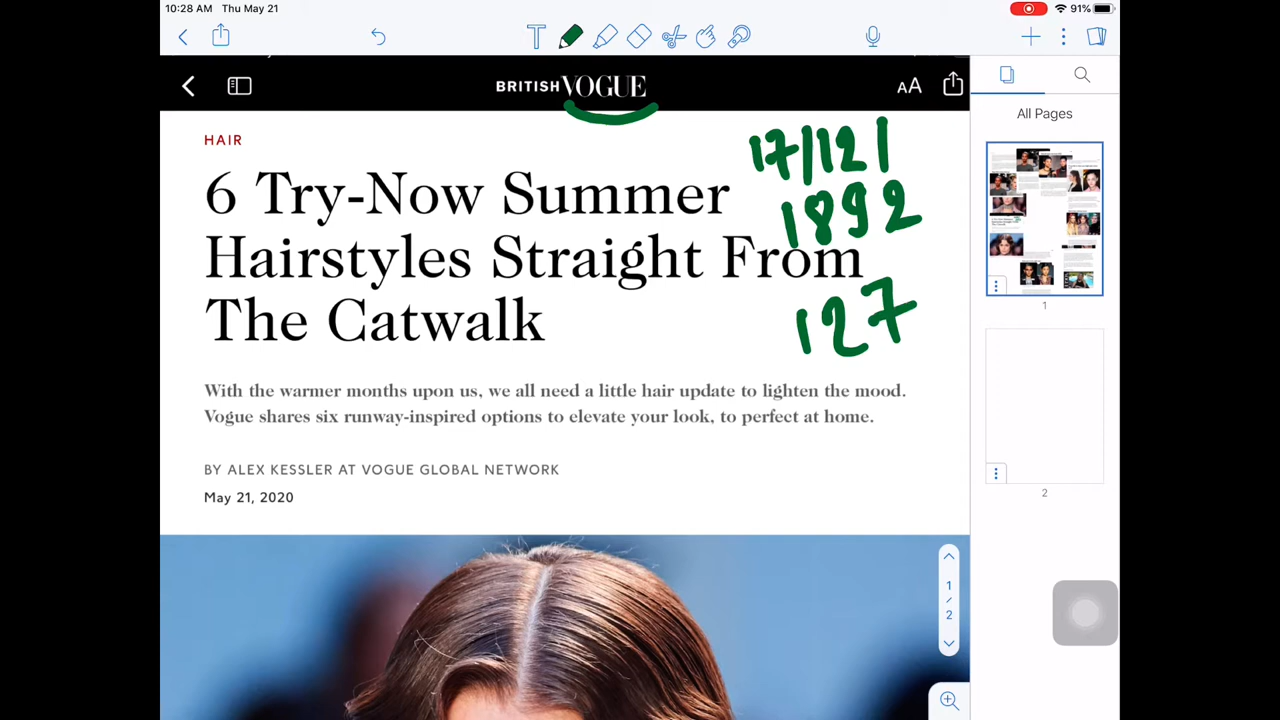 10:28 AM Thu May 21
91%
BRITISH VOGUE
AA
HAIR
17/12/
1892
127
6 Try-Now Summer
Hairstyles Straight From
The Catwalk
With the warmer months upon us, we all need a little hair update to lighten the mood.
Vogue shares six runway-inspired options to elevate your look, to perfect at home.
BY ALEX KESSLER AT VOGUE GLOBAL NETWORK
May 21, 2020
1
/
2
All Pages
1
2